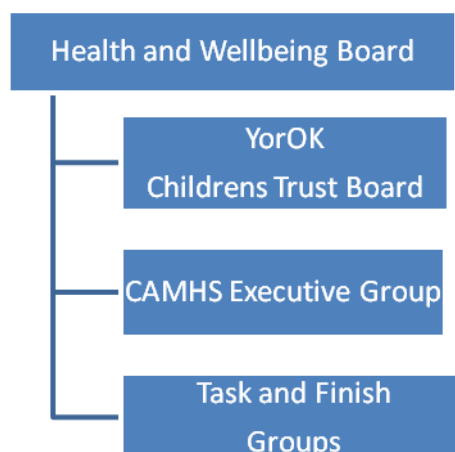 Health and Wellbeing Board
YorOK
Childrens Trust Board
CAMHS Executive Group
Task and Finish
Groups